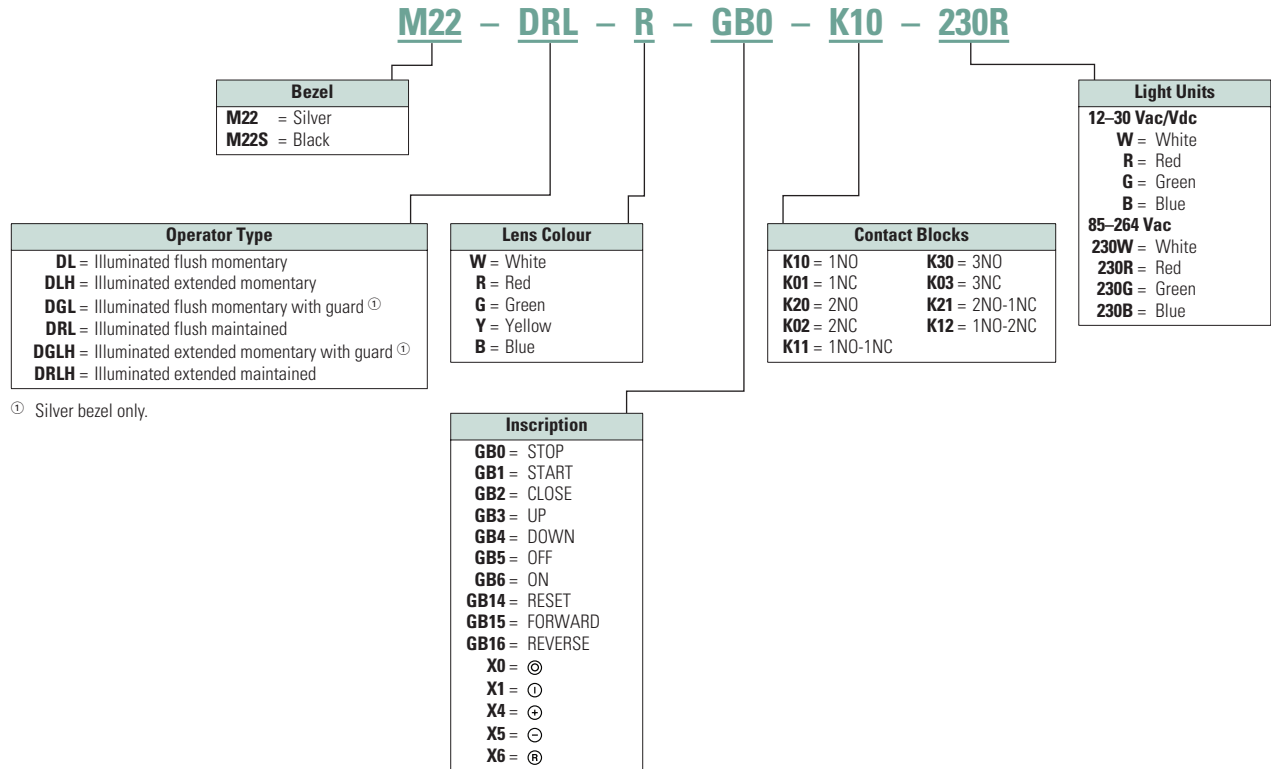 M22 – DRL – R – GB0 – K10 – 230R
Bezel
M22 = Silver
M22S = Black
Operator Type
DL = Illuminated flush momentary
DLH = Illuminated extended momentary
DGL = Illuminated flush momentary with guard ①
DRL = Illuminated flush maintained
DGLH = Illuminated extended momentary with guard ①
DRLH = Illuminated extended maintained
① Silver bezel only.
Lens Colour
W = White
R = Red
G = Green
Y = Yellow
B = Blue
Inscription
GB0 = STOP
GB1 = START
GB2 = CLOSE
GB3 = UP
GB4 = DOWN
GB5 = OFF
GB6 = ON
GB14 = RESET
GB15 = FORWARD
GB16 = REVERSE
X0 = ⊚
X1 = ⏼
X4 = ⊕
X5 = ⊖
X6 = ®
Contact Blocks
K10 = 1NO K30 = 3NO
K01 = 1NC K03 = 3NC
K20 = 2NO K21 = 2NO-1NC
K02 = 2NC K12 = 1NO-2NC
K11 = 1NO-1NC
Light Units
12–30 Vac/Vdc
W = White
R = Red
G = Green
B = Blue
85–264 Vac
230W = White
230R = Red
230G = Green
230B = Blue